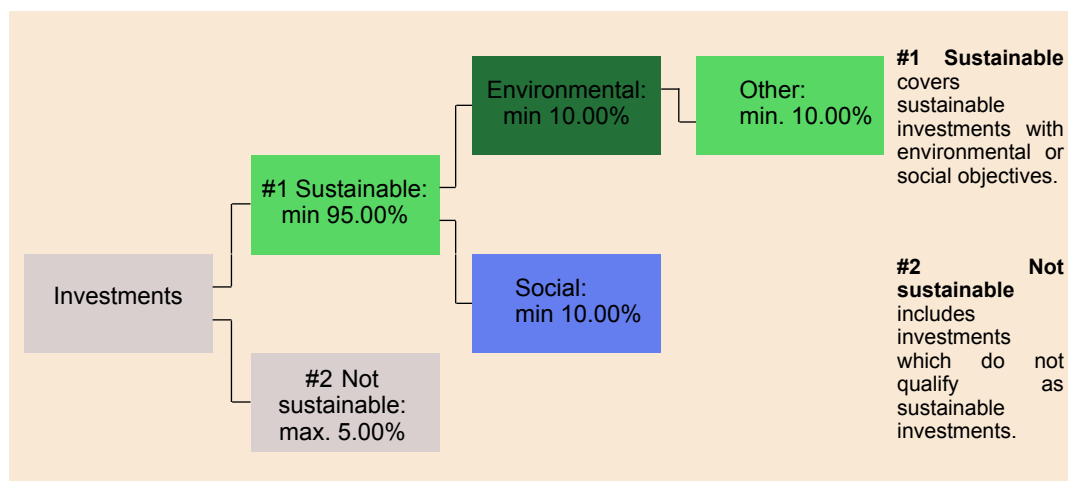 Investments
#1 Sustainable:
min 95.00%
#2 Not
sustainable:
max. 5.00%
Environmental:
min 10.00%
Social:
min 10.00%
Other:
min. 10.00%
#1 Sustainable
covers
sustainable
investments with
environmental or
social objectives.
#2 Not
sustainable
includes
investments
which do not
qualify as
sustainable
investments.